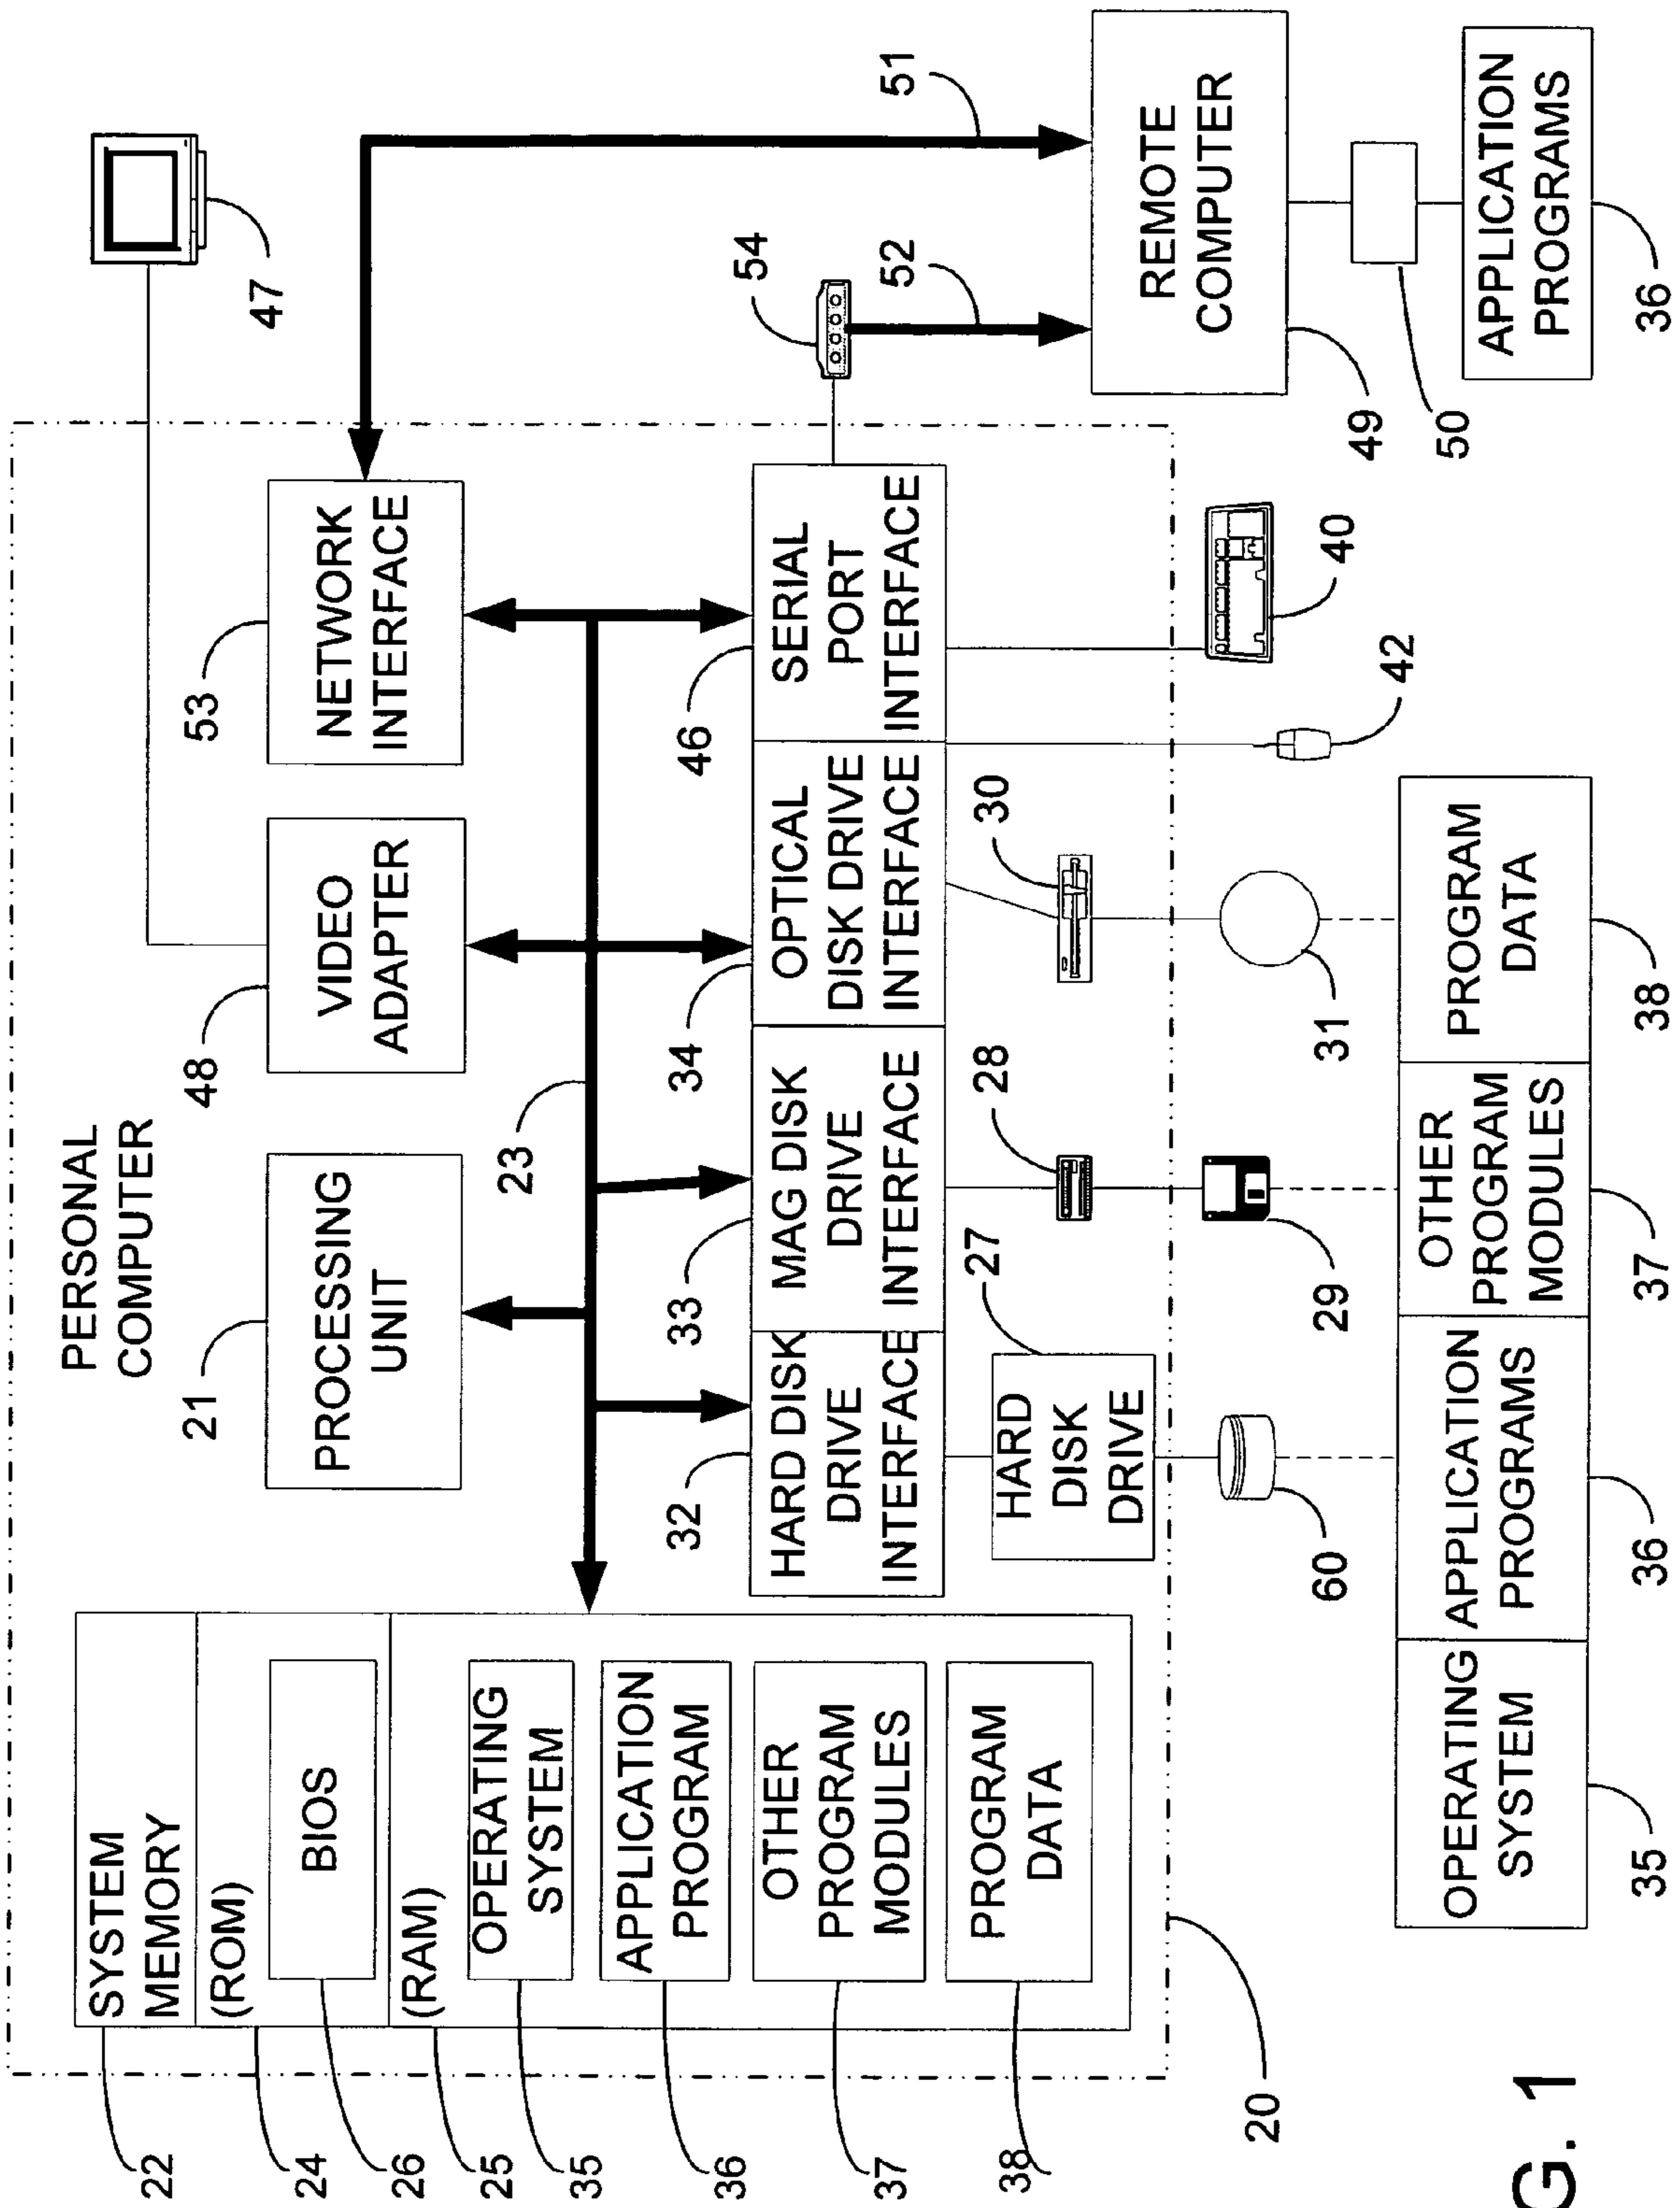 PERSONAL
COMPUTER
20
22
SYSTEM
MEMORY
24
(ROM)
26
BIOS
25
(RAM)
35
OPERATING
SYSTEM
36
APPLICATION
PROGRAM
37
OTHER
PROGRAM
MODULES
38
PROGRAM
DATA
21
PROCESSING
UNIT
48
VIDEO
ADAPTER
53
NETWORK
INTERFACE
47
23
32
HARD DISK
DRIVE
INTERFACE
33
MAG DISK
DRIVE
INTERFACE
34
OPTICAL
DISK DRIVE
INTERFACE
46
SERIAL
PORT
INTERFACE
54
52
51
27
HARD
DISK
DRIVE
28
30
60
29
31
42
40
49
REMOTE
COMPUTER
50
APPLICATION
PROGRAMS
36
OPERATING
SYSTEM
35
APPLICATION
PROGRAMS
36
OTHER
PROGRAM
MODULES
37
PROGRAM
DATA
38
G. 1